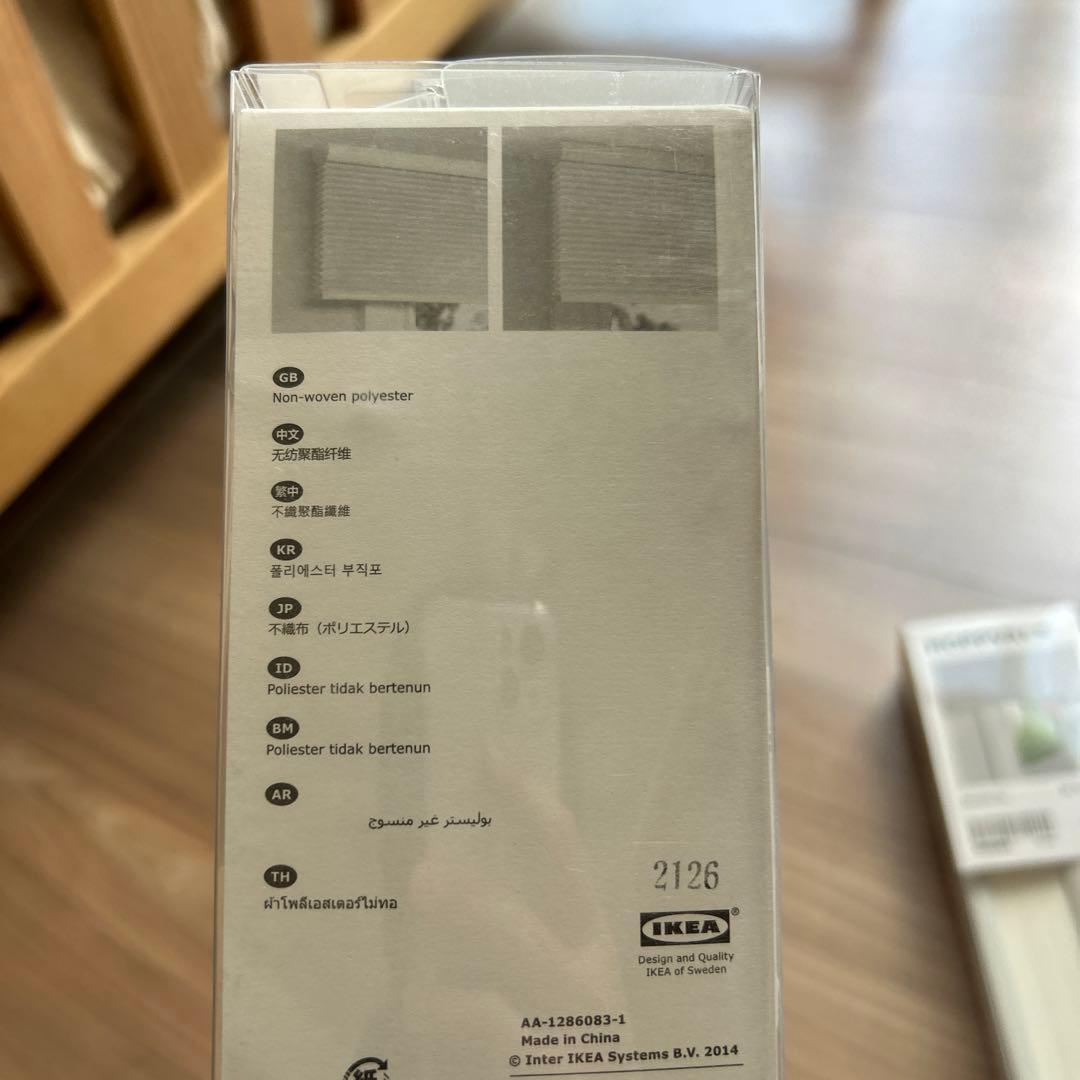 GB
Non-woven polyester
中文
无纺聚酯纤维
繁中
不織聚酯纖維
KR
폴리에스터 부직포
JP
不織布（ポリエステル）
ID
Poliester tidak bertenun
BM
Poliester tidak bertenun
AR
بوليستر غير منسوج
TH
ผ้าโพลีเอสเตอร์ไม่ทอ
2126
IKEA®
Design and Quality
IKEA of Sweden
AA-1286083-1
Made in China
© Inter IKEA Systems B.V. 2014
紙